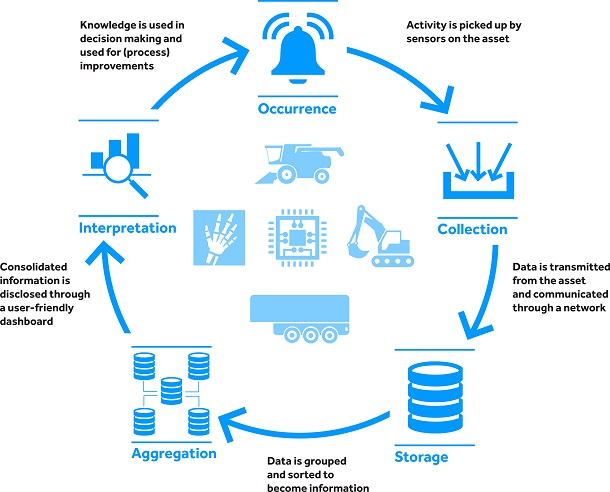 Knowledge is used in
decision making and
used for (process)
improvements
Activity is picked up by
sensors on the asset
Occurrence
Interpretation
Collection
Consolidated
information is
disclosed through
a user-friendly
dashboard
Data is transmitted
from the asset
and communicated
through a network
Aggregation
Storage
Data is grouped
and sorted to
become information